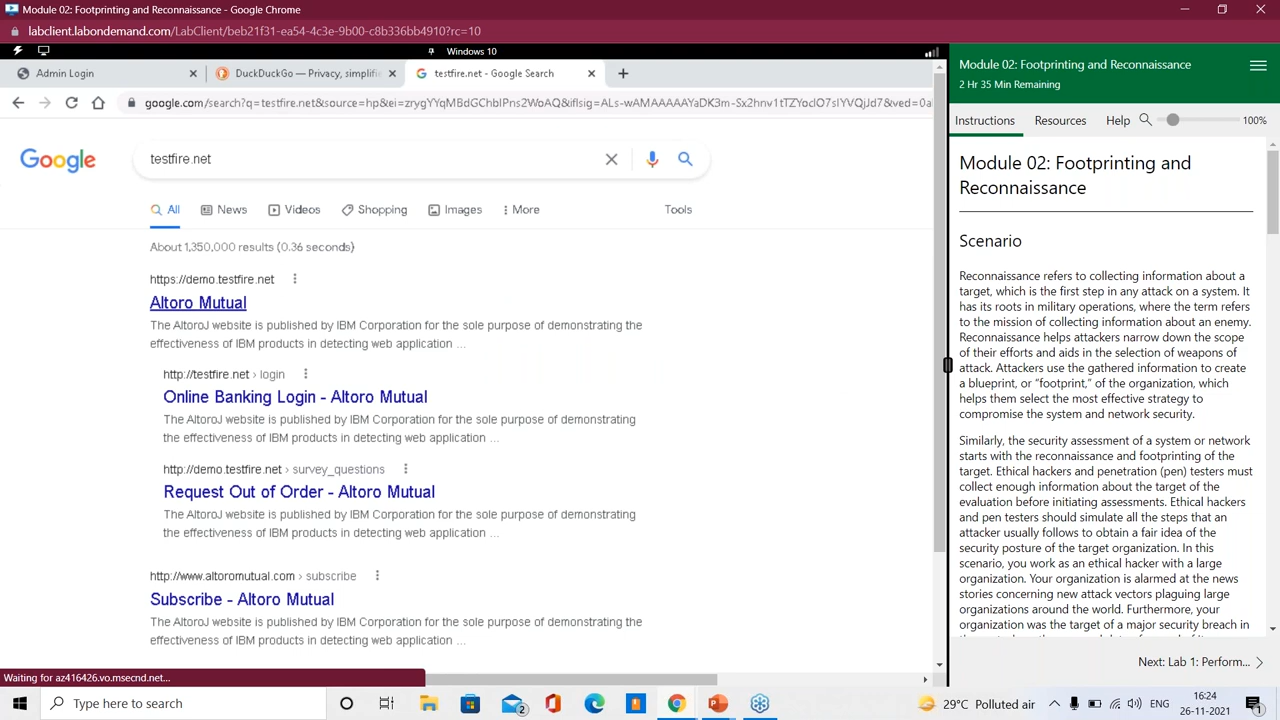 Module 02: Footprinting and Reconnaissance - Google Chrome
labclient.labondemand.com/LabClient/beb21f31-ea54-4c3e-9b00-c8b336bb4910?rc=10
Windows 10
Admin Login
DuckDuckGo — Privacy, simplifi
testfire.net - Google Search
google.com/search?q=testfire.net&source=hp&ei=
Google
testfire.net
All
News
Videos
Shopping
Images
More
Tools
About 1,350,000 results (0.36 seconds)
https://demo.testfire.net
Altoro Mutual
The AltoroJ website is published by IBM Corporation for the sole purpose of demonstrating the
effectiveness of IBM products in detecting web application ...
http://testfire.net › login
Online Banking Login - Altoro Mutual
The AltoroJ website is published by IBM Corporation for the sole purpose of demonstrating
the effectiveness of IBM products in detecting web application ...
http://demo.testfire.net › survey_questions
Request Out of Order - Altoro Mutual
The AltoroJ website is published by IBM Corporation for the sole purpose of demonstrating
the effectiveness of IBM products in detecting web application ...
http://www.altoromutual.com › subscribe
Subscribe - Altoro Mutual
The AltoroJ website is published by IBM Corporation for the sole purpose of demonstrating the
effectiveness of IBM products in detecting web application ...
Waiting for az416426.vo.msecnd.net...
Module 02: Footprinting and Reconnaissance
2 Hr 35 Min Remaining
Instructions
Resources
Help
100%
Module 02: Footprinting and
Reconnaissance
Scenario
Reconnaissance refers to collecting information about a
target, which is the first step in any attack on a system. It
has its roots in military operations, where the term refers
to the mission of collecting information about an enemy.
Reconnaissance helps attackers narrow down the scope
of their efforts and aids in the selection of weapons of
attack. Attackers use the gathered information to create
a blueprint, or “footprint,” of the organization, which
helps them select the most effective strategy to
compromise the system and network security.
Similarly, the security assessment of a system or network
starts with the reconnaissance and footprinting of the
target. Ethical hackers and penetration (pen) testers must
collect enough information about the target of the
evaluation before initiating assessments. Ethical hackers
and pen testers should simulate all the steps that an
attacker usually follows to obtain a fair idea of the
security posture of the target organization. In this
scenario, you work as an ethical hacker with a large
organization. Your organization is alarmed at the news
stories concerning new attack vectors plaguing large
organizations around the world. Furthermore, your
organization was the target of a major security breach in
Next: Lab 1: Perform...
Type here to search
2
29°C Polluted air
ENG
16:24
26-11-2021
1